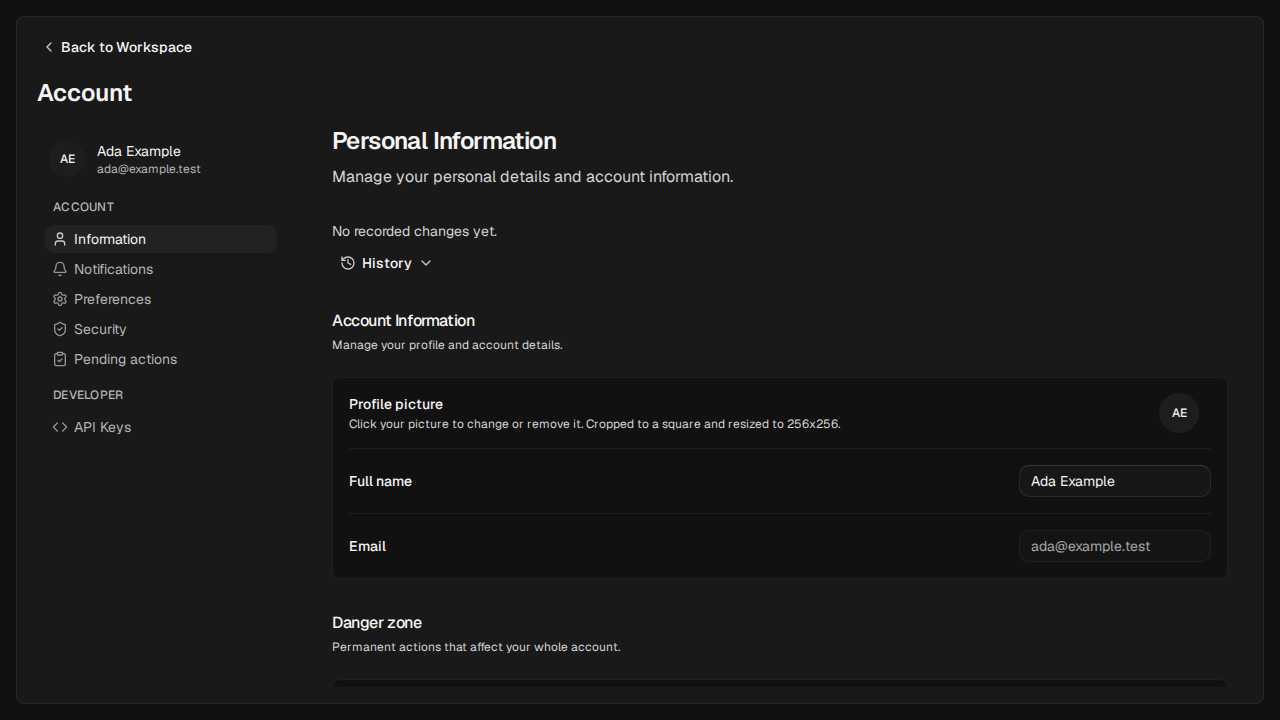 Back to Workspace
Account
AE
Ada Example
ada@example.test
ACCOUNT
Information
Notifications
Preferences
Security
Pending actions
DEVELOPER
API Keys
Personal Information
Manage your personal details and account information.
No recorded changes yet.
History
Account Information
Manage your profile and account details.
Profile picture
Click your picture to change or remove it. Cropped to a square and resized to 256x256.
AE
Full name
Ada Example
Email
ada@example.test
Danger zone
Permanent actions that affect your whole account.